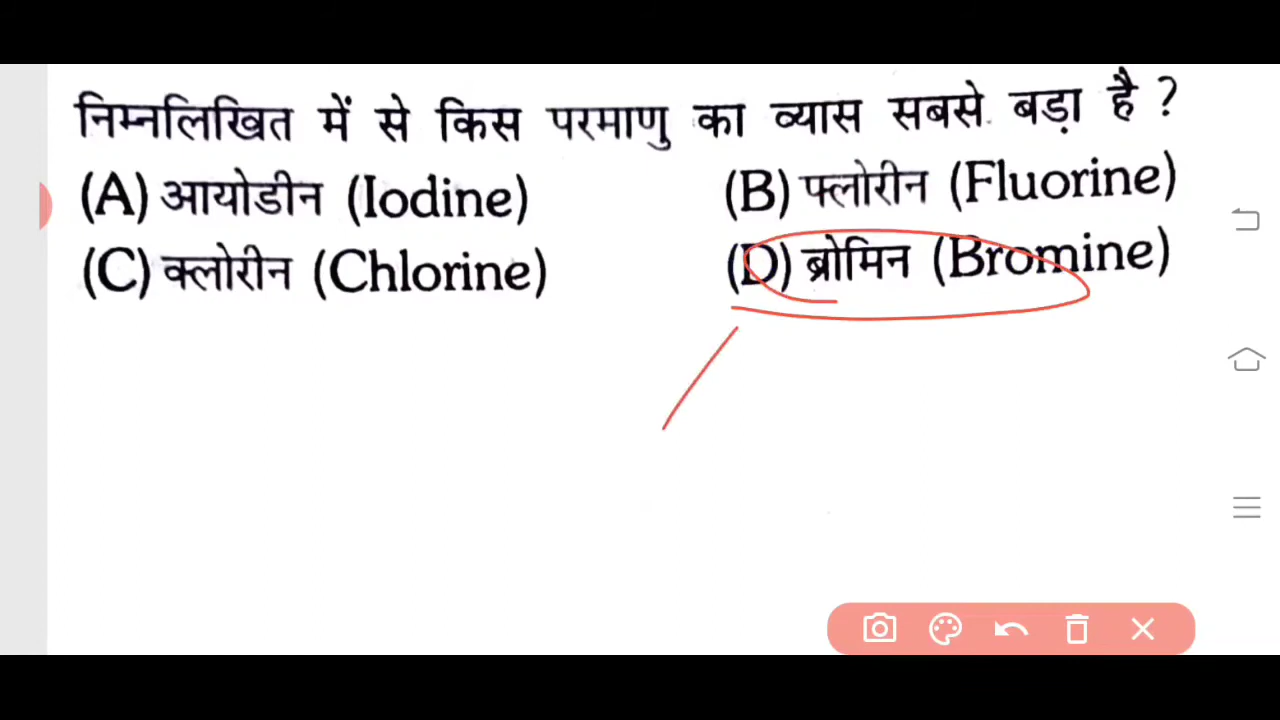 निम्नलिखित में से किस परमाणु का व्यास सबसे बड़ा है ?
(A) आयोडीन (Iodine) (B) फ्लोरीन (Fluorine)
(C) क्लोरीन (Chlorine) (D) ब्रोमिन (Bromine)